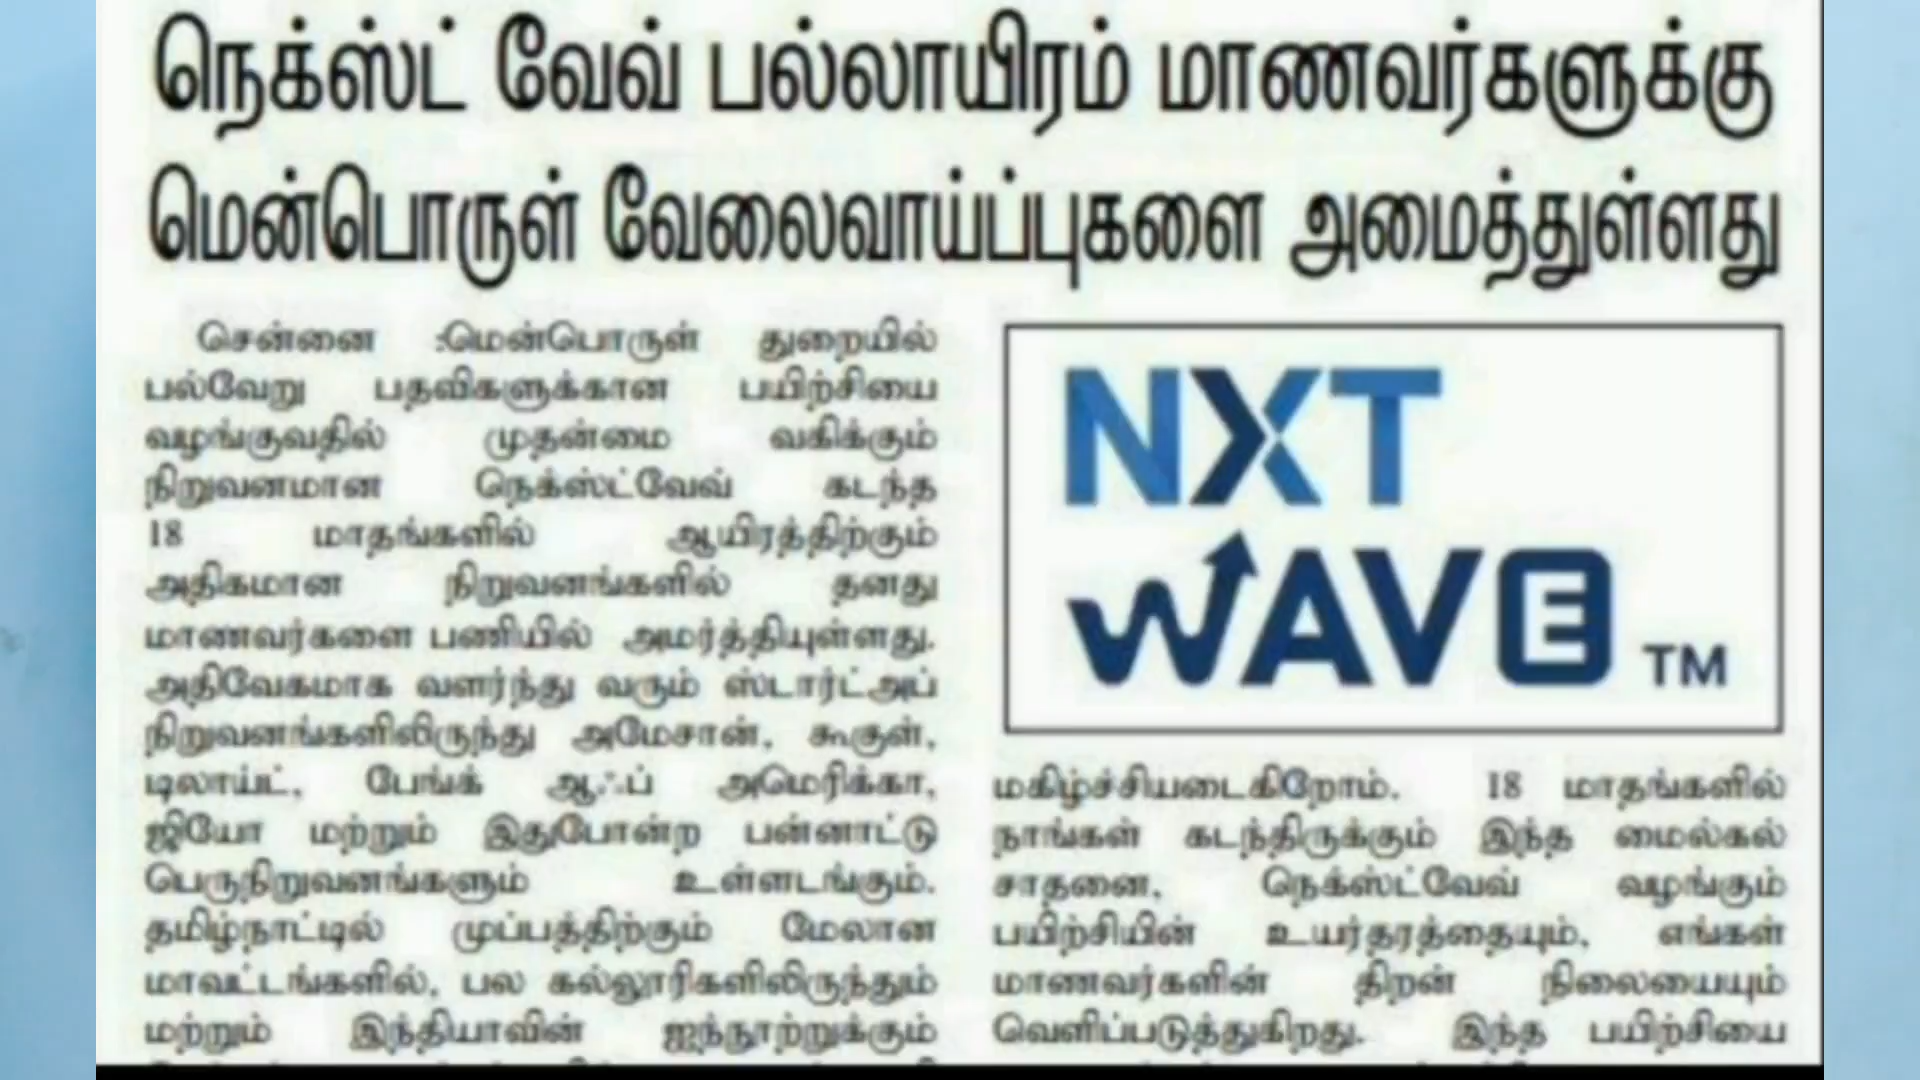 நெக்ஸ்ட் வேவ் பல்லாயிரம் மாணவர்களுக்கு
மென்பொருள் வேலைவாய்ப்புகளை அமைத்துள்ளது
சென்னை :மென்பொருள் துறையில்
பல்வேறு பதவிகளுக்கான பயிற்சியை
வழங்குவதில் முதன்மை வகிக்கும்
நிறுவனமான நெக்ஸ்ட்வேவ் கடந்த
18 மாதங்களில் ஆயிரத்திற்கும்
அதிகமான நிறுவனங்களில் தனது
மாணவர்களை பணியில் அமர்த்தியுள்ளது.
அதிவேகமாக வளர்ந்து வரும் ஸ்டார்ட்அப்
நிறுவனங்களிலிருந்து அமேசான், கூகுள்,
டிலாய்ட், பேங்க் ஆஃப் அமெரிக்கா,
ஜியோ மற்றும் இதுபோன்ற பன்னாட்டு
பெருநிறுவனங்களும் உள்ளடங்கும்.
தமிழ்நாட்டில் முப்பத்திற்கும் மேலான
மாவட்டங்களில், பல கல்லூரிகளிலிருந்தும்
மற்றும் இந்தியாவின் ஐந்நூற்றுக்கும்
NXT
WAVE TM
மகிழ்ச்சியடைகிறோம். 18 மாதங்களில்
நாங்கள் கடந்திருக்கும் இந்த மைல்கல்
சாதனை, நெக்ஸ்ட்வேவ் வழங்கும்
பயிற்சியின் உயர்தரத்தையும், எங்கள்
மாணவர்களின் திறன் நிலையையும்
வெளிப்படுத்துகிறது. இந்த பயிற்சியை